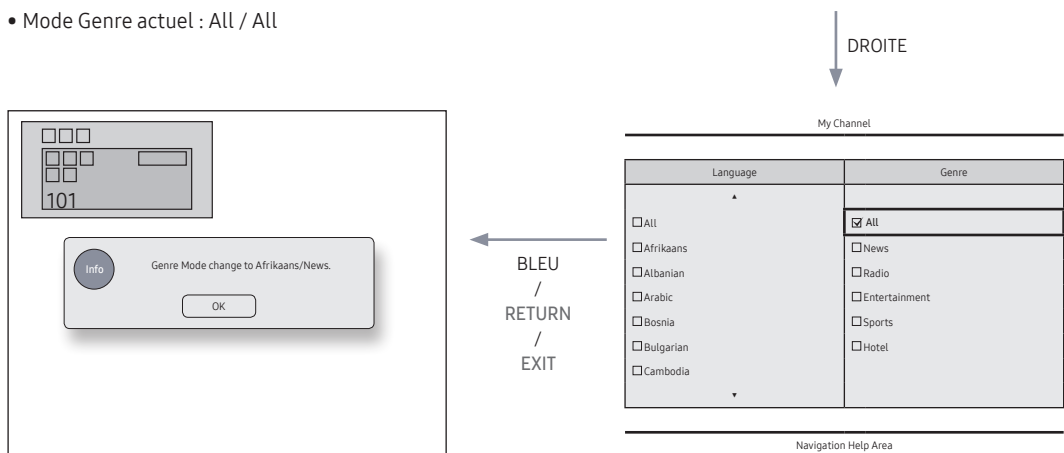 • Mode Genre actuel : All / All
DROITE
101
Info
Genre Mode change to Afrikaans/News.
OK
BLEU
/
RETURN
/
EXIT
My Channel
Language
Genre
All
All
Afrikaans
News
Albanian
Radio
Arabic
Entertainment
Bosnia
Sports
Bulgarian
Hotel
Cambodia
Navigation Help Area